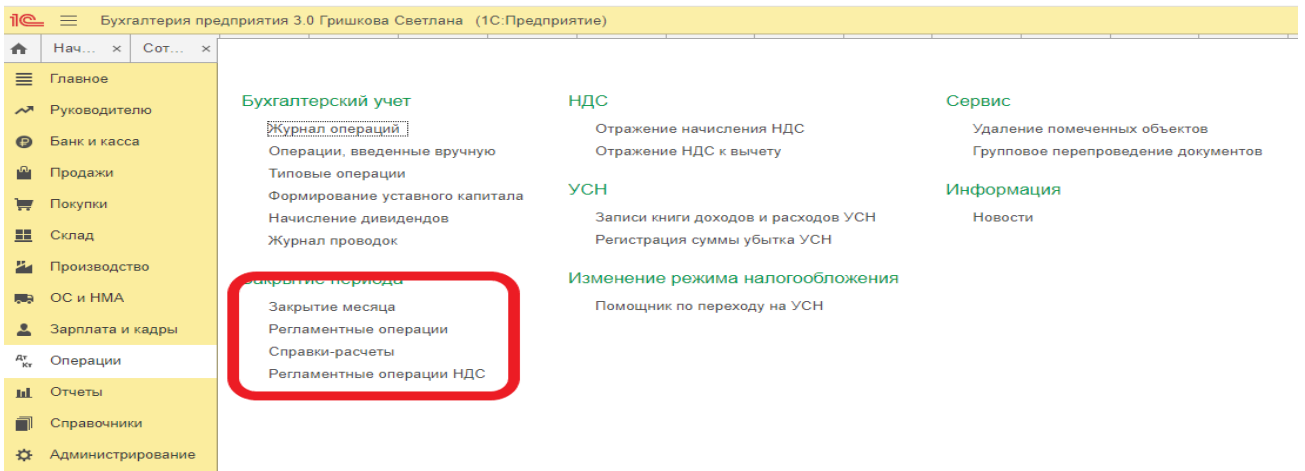 1С Бухгалтерия предприятия 3.0 Гришкова Светлана (1С:Предприятие)
Нач... × Сот... ×
Главное
Руководителю
Банк и касса
Продажи
Покупки
Склад
Производство
ОС и НМА
Зарплата и кадры
Дт Кт Операции
Отчеты
Справочники
Администрирование
Бухгалтерский учет
Журнал операций
Операции, введенные вручную
Типовые операции
Формирование уставного капитала
Начисление дивидендов
Журнал проводок
Закрытие периода
Закрытие месяца
Регламентные операции
Справки-расчеты
Регламентные операции НДС
НДС
Отражение начисления НДС
Отражение НДС к вычету
УСН
Записи книги доходов и расходов УСН
Регистрация суммы убытка УСН
Изменение режима налогообложения
Помощник по переходу на УСН
Сервис
Удаление помеченных объектов
Групповое перепроведение документов
Информация
Новости